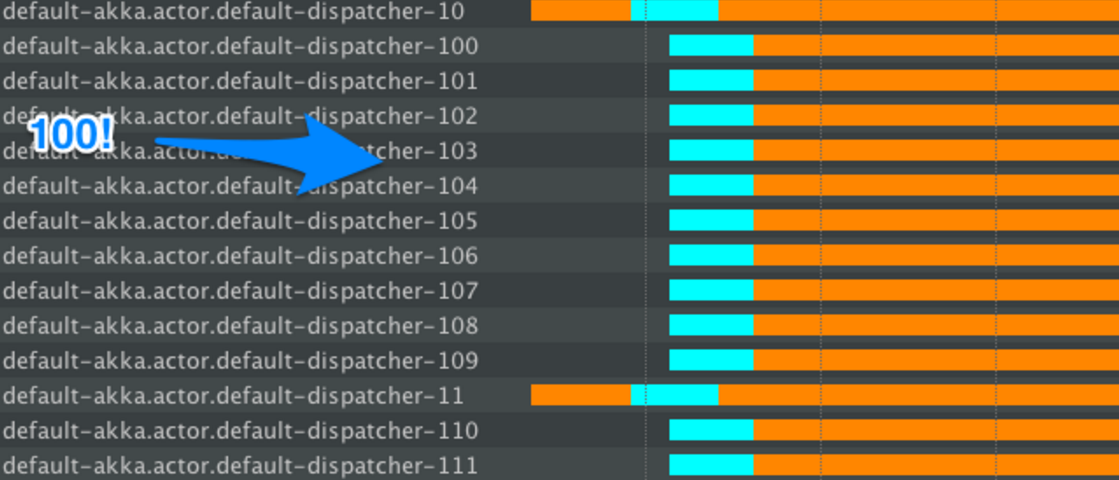 default-akka.actor.default-dispatcher-10
default-akka.actor.default-dispatcher-100
default-akka.actor.default-dispatcher-101
default-akka.actor.default-dispatcher-102
100!
default-akka.actor.default-dispatcher-103
default-akka.actor.default-dispatcher-104
default-akka.actor.default-dispatcher-105
default-akka.actor.default-dispatcher-106
default-akka.actor.default-dispatcher-107
default-akka.actor.default-dispatcher-108
default-akka.actor.default-dispatcher-109
default-akka.actor.default-dispatcher-11
default-akka.actor.default-dispatcher-110
default-akka.actor.default-dispatcher-111